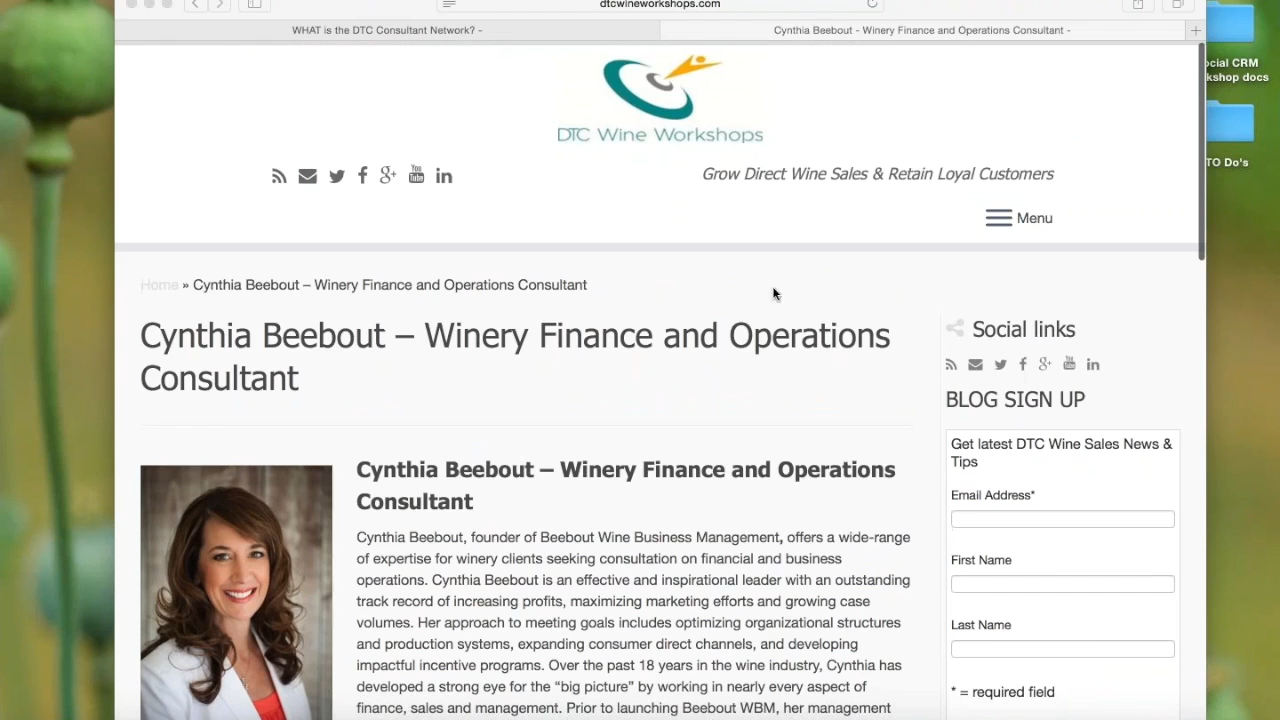 dtcwineworkshops.com
WHAT is the DTC Consultant Network? -
Cynthia Beebout - Winery Finance and Operations Consultant -
ocial CRM
kshop docs
TO Do's
DTC Wine Workshops
Grow Direct Wine Sales & Retain Loyal Customers
Menu
Home » Cynthia Beebout – Winery Finance and Operations Consultant
Cynthia Beebout – Winery Finance and Operations
Consultant
Cynthia Beebout – Winery Finance and Operations
Consultant
Cynthia Beebout, founder of Beebout Wine Business Management, offers a wide-range
of expertise for winery clients seeking consultation on financial and business
operations. Cynthia Beebout is an effective and inspirational leader with an outstanding
track record of increasing profits, maximizing marketing efforts and growing case
volumes. Her approach to meeting goals includes optimizing organizational structures
and production systems, expanding consumer direct channels, and developing
impactful incentive programs. Over the past 18 years in the wine industry, Cynthia has
developed a strong eye for the “big picture” by working in nearly every aspect of
finance, sales and management. Prior to launching Beebout WBM, her management
Social links
BLOG SIGN UP
Get latest DTC Wine Sales News &
Tips
Email Address*
First Name
Last Name
* = required field